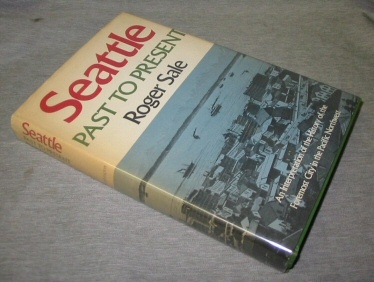 Seattle
PAST TO PRESENT
Roger Sale
An Interpretation of the History of the
Foremost City in the Pacific Northwest
Seattle